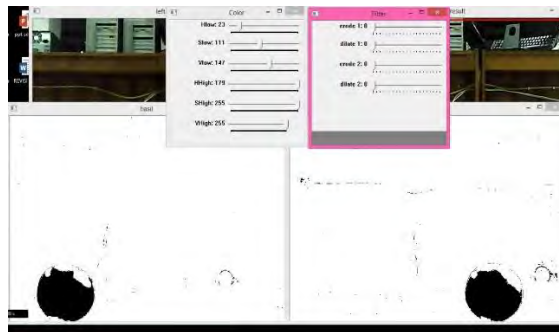 left
Color
Filter
result
HLow: 23
SLow: 111
VLow: 147
HHigh: 179
SHigh: 255
VHigh: 255
erode 1: 0
dilate 1: 0
erode 2: 0
dilate 2: 0